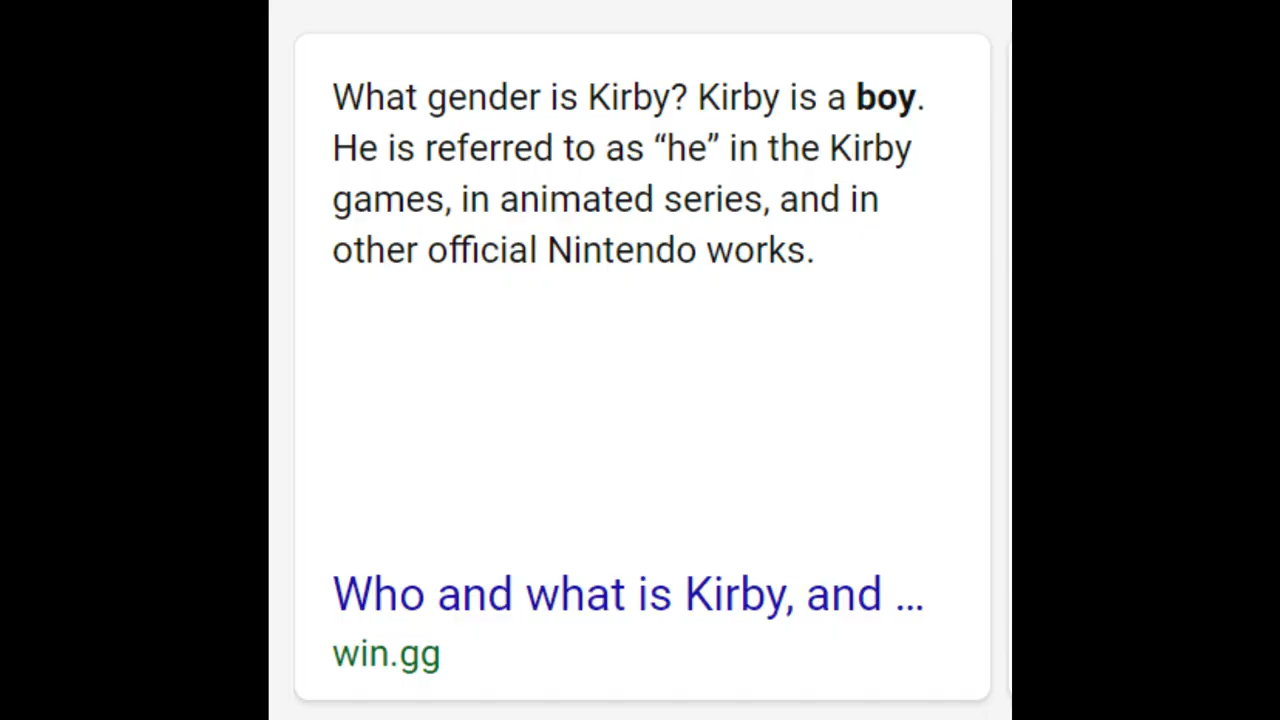 What gender is Kirby? Kirby is a boy.
He is referred to as “he” in the Kirby
games, in animated series, and in
other official Nintendo works.
Who and what is Kirby, and ...
win.gg